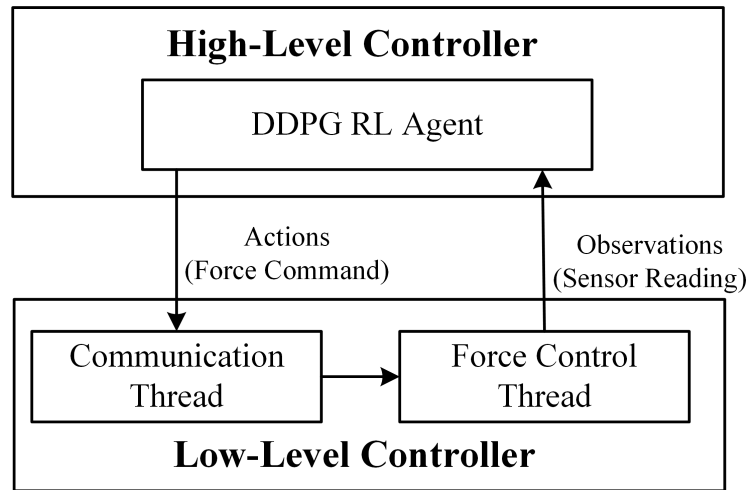 High-Level Controller
DDPG RL Agent
Actions
(Force Command)
Observations
(Sensor Reading)
Communication
Thread
Force Control
Thread
Low-Level Controller